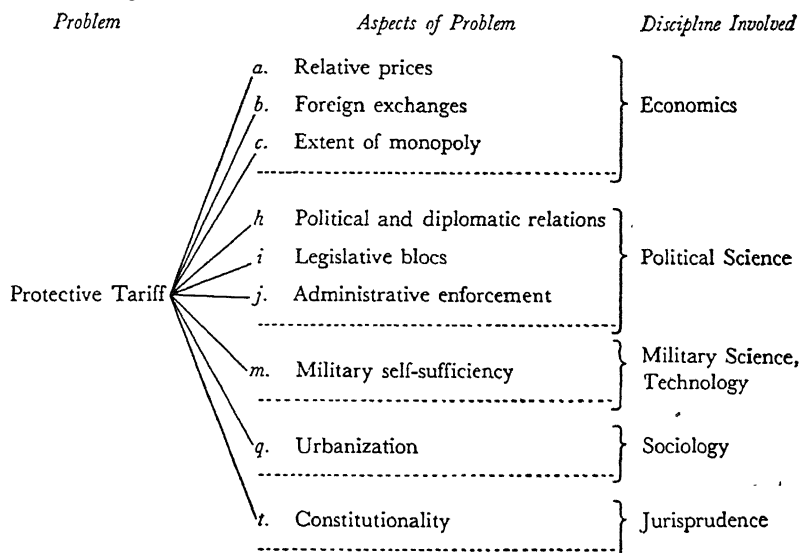 Problem Aspects of Problem Discipline Involved
a. Relative prices
b. Foreign exchanges Economics
c. Extent of monopoly
h Political and diplomatic relations
i Legislative blocs Political Science
Protective Tariff j. Administrative enforcement
m. Military self-sufficiency Military Science,
Technology
q. Urbanization Sociology
t. Constitutionality Jurisprudence